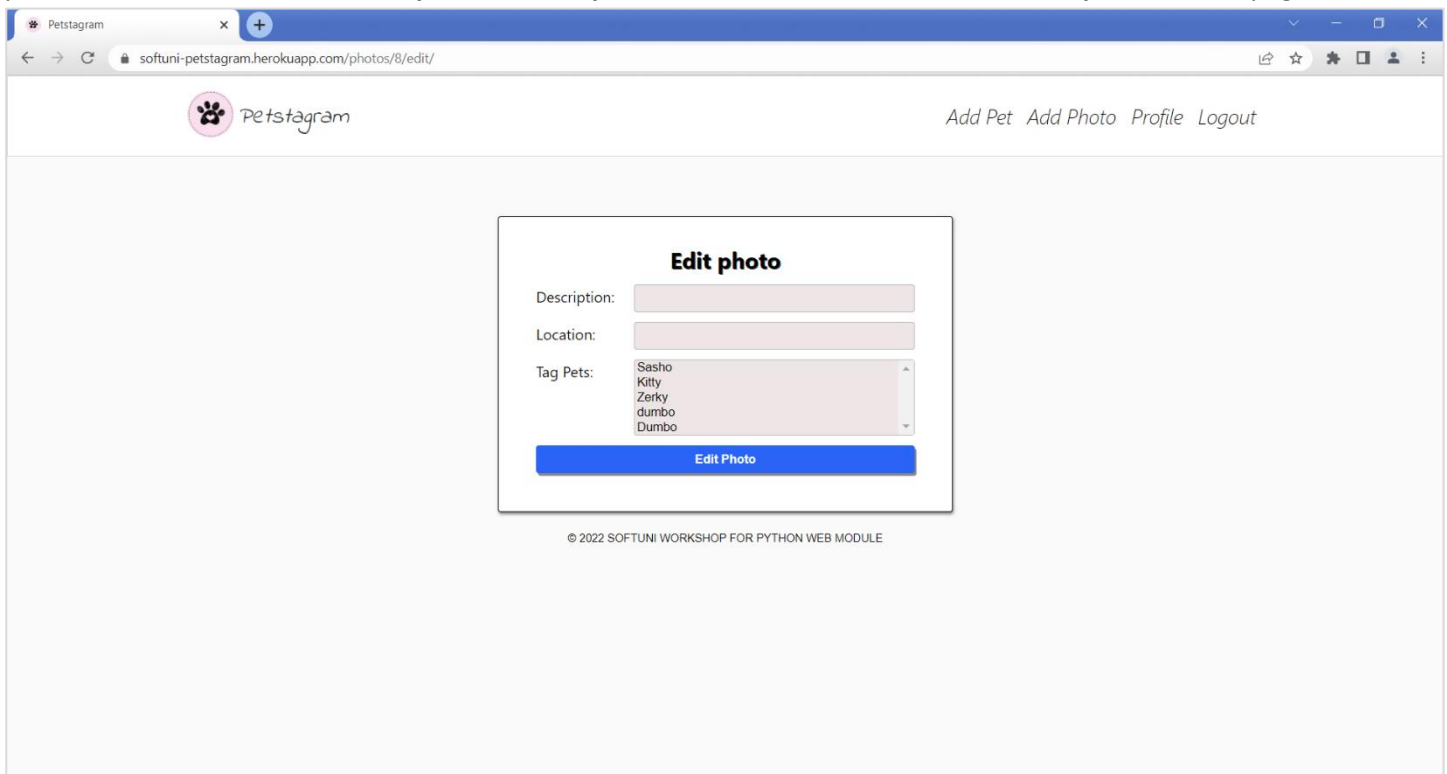 Petstagram
softuni-petstagram.herokuapp.com/photos/8/edit/
Petstagram
Add Pet Add Photo Profile Logout
Edit photo
Description:
Location:
Tag Pets:
Sasho
Kitty
Zerky
dumbo
Dumbo
Edit Photo
© 2022 SOFTUNI WORKSHOP FOR PYTHON WEB MODULE